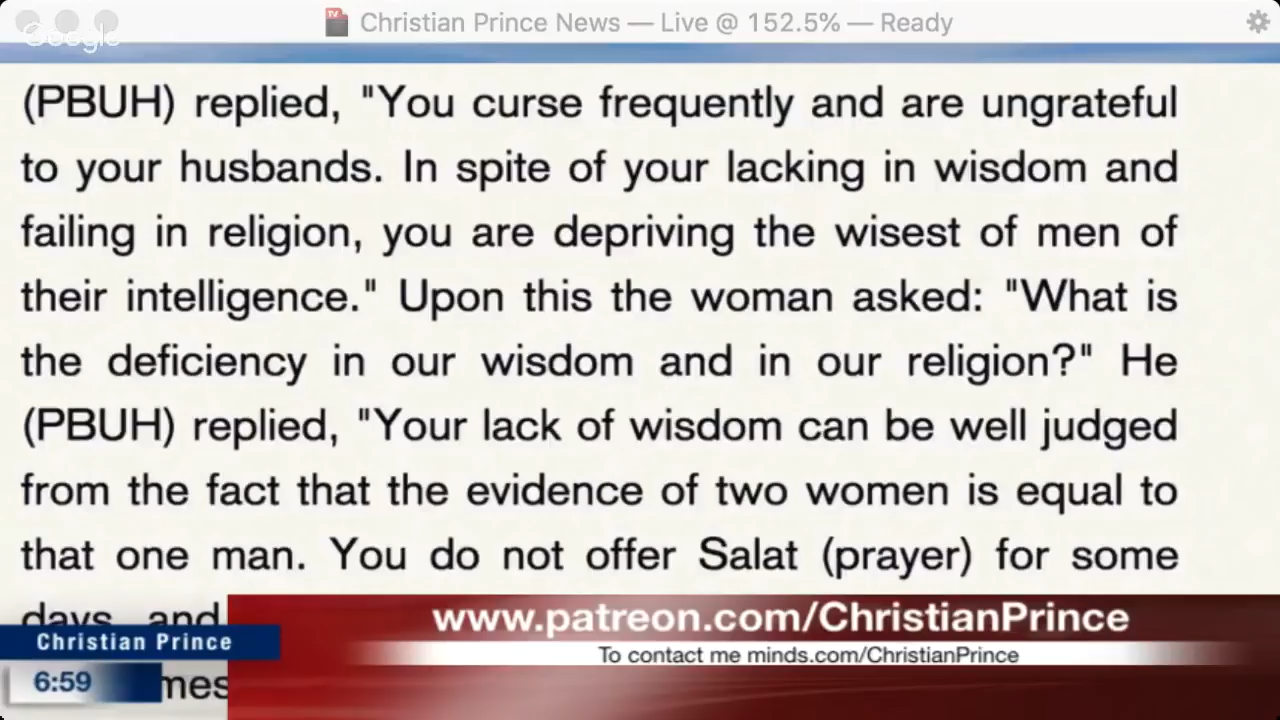 Christian Prince News — Live @ 152.5% — Ready
Google
(PBUH) replied, "You curse frequently and are ungrateful
to your husbands. In spite of your lacking in wisdom and
failing in religion, you are depriving the wisest of men of
their intelligence." Upon this the woman asked: "What is
the deficiency in our wisdom and in our religion?" He
(PBUH) replied, "Your lack of wisdom can be well judged
from the fact that the evidence of two women is equal to
that one man. You do not offer Salat (prayer) for some
days and
www.patreon.com/ChristianPrince
Christian Prince
To contact me minds.com/ChristianPrince
6:59